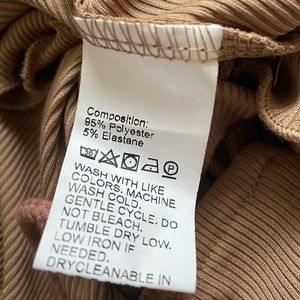 Composition:
95% Polyester
5% Elastane
WASH WITH LIKE
COLORS. MACHINE
WASH COLD.
GENTLE CYCLE. DO
NOT BLEACH.
TUMBLE DRY LOW.
LOW IRON IF
NEEDED.
DRYCLEANABLE IN